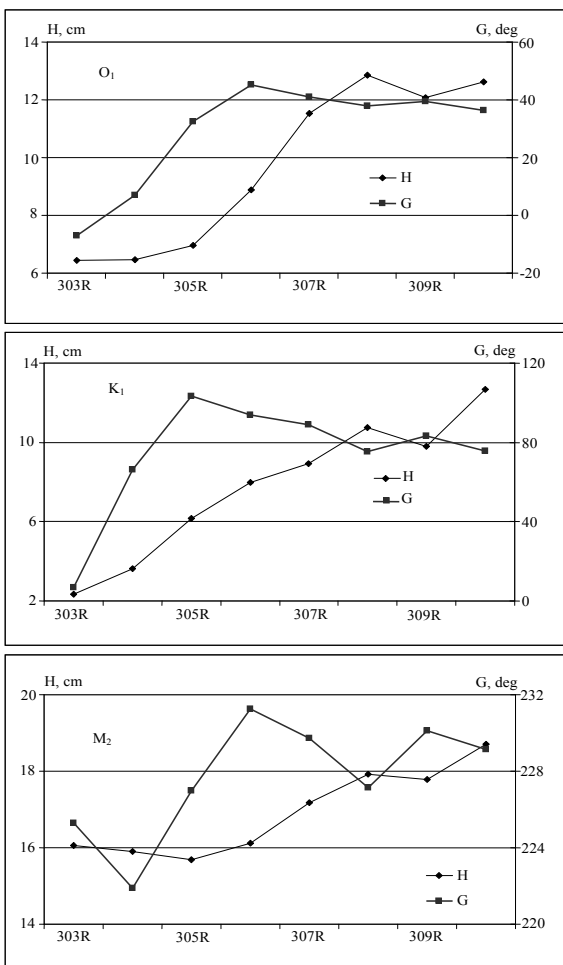 H, cm G, deg
14 60
O₁
12 40
10 20
H
G
8 0
6 -20
303R 305R 307R 309R
H, cm G, deg
14 120
K₁
10 80
H
G
6 40
2 0
303R 305R 307R 309R
H, cm G, deg
20 232
M₂
18 228
16 224
H
G
14 220
303R 305R 307R 309R